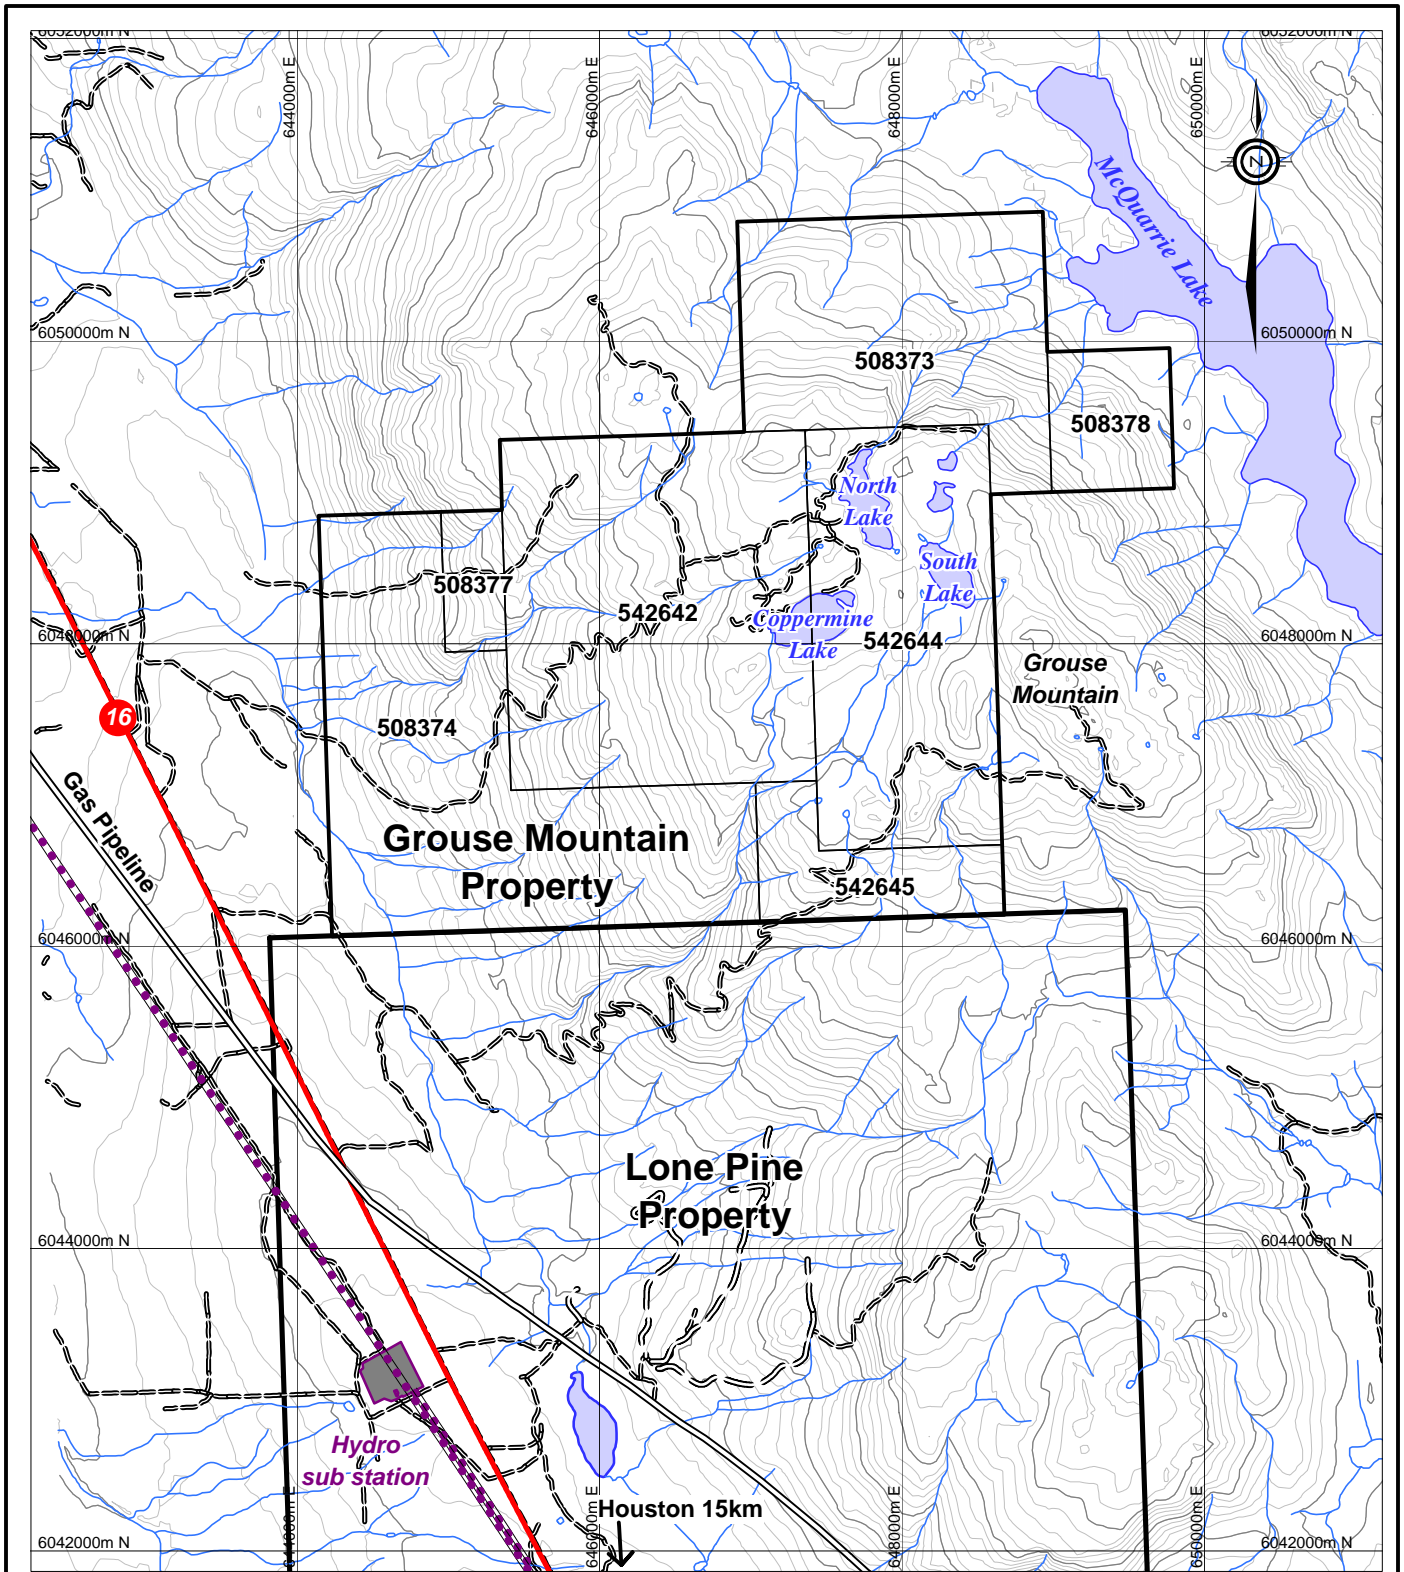 6052000m N
6052000m N
644000m E
646000m E
648000m E
650000m E
N
McQuarrie Lake
6050000m N
6050000m N
508373
508378
North
Lake
South
Lake
508377
542642
Coppermine
Lake
542644
6048000m N
6048000m N
Grouse
Mountain
16
508374
Gas Pipeline
Grouse Mountain
Property
542645
6046000m N
6046000m N
Lone Pine
Property
6044000m N
6044000m N
Hydro
sub station
Houston 15km
644000m E
646000m E
648000m E
650000m E
6042000m N
6042000m N